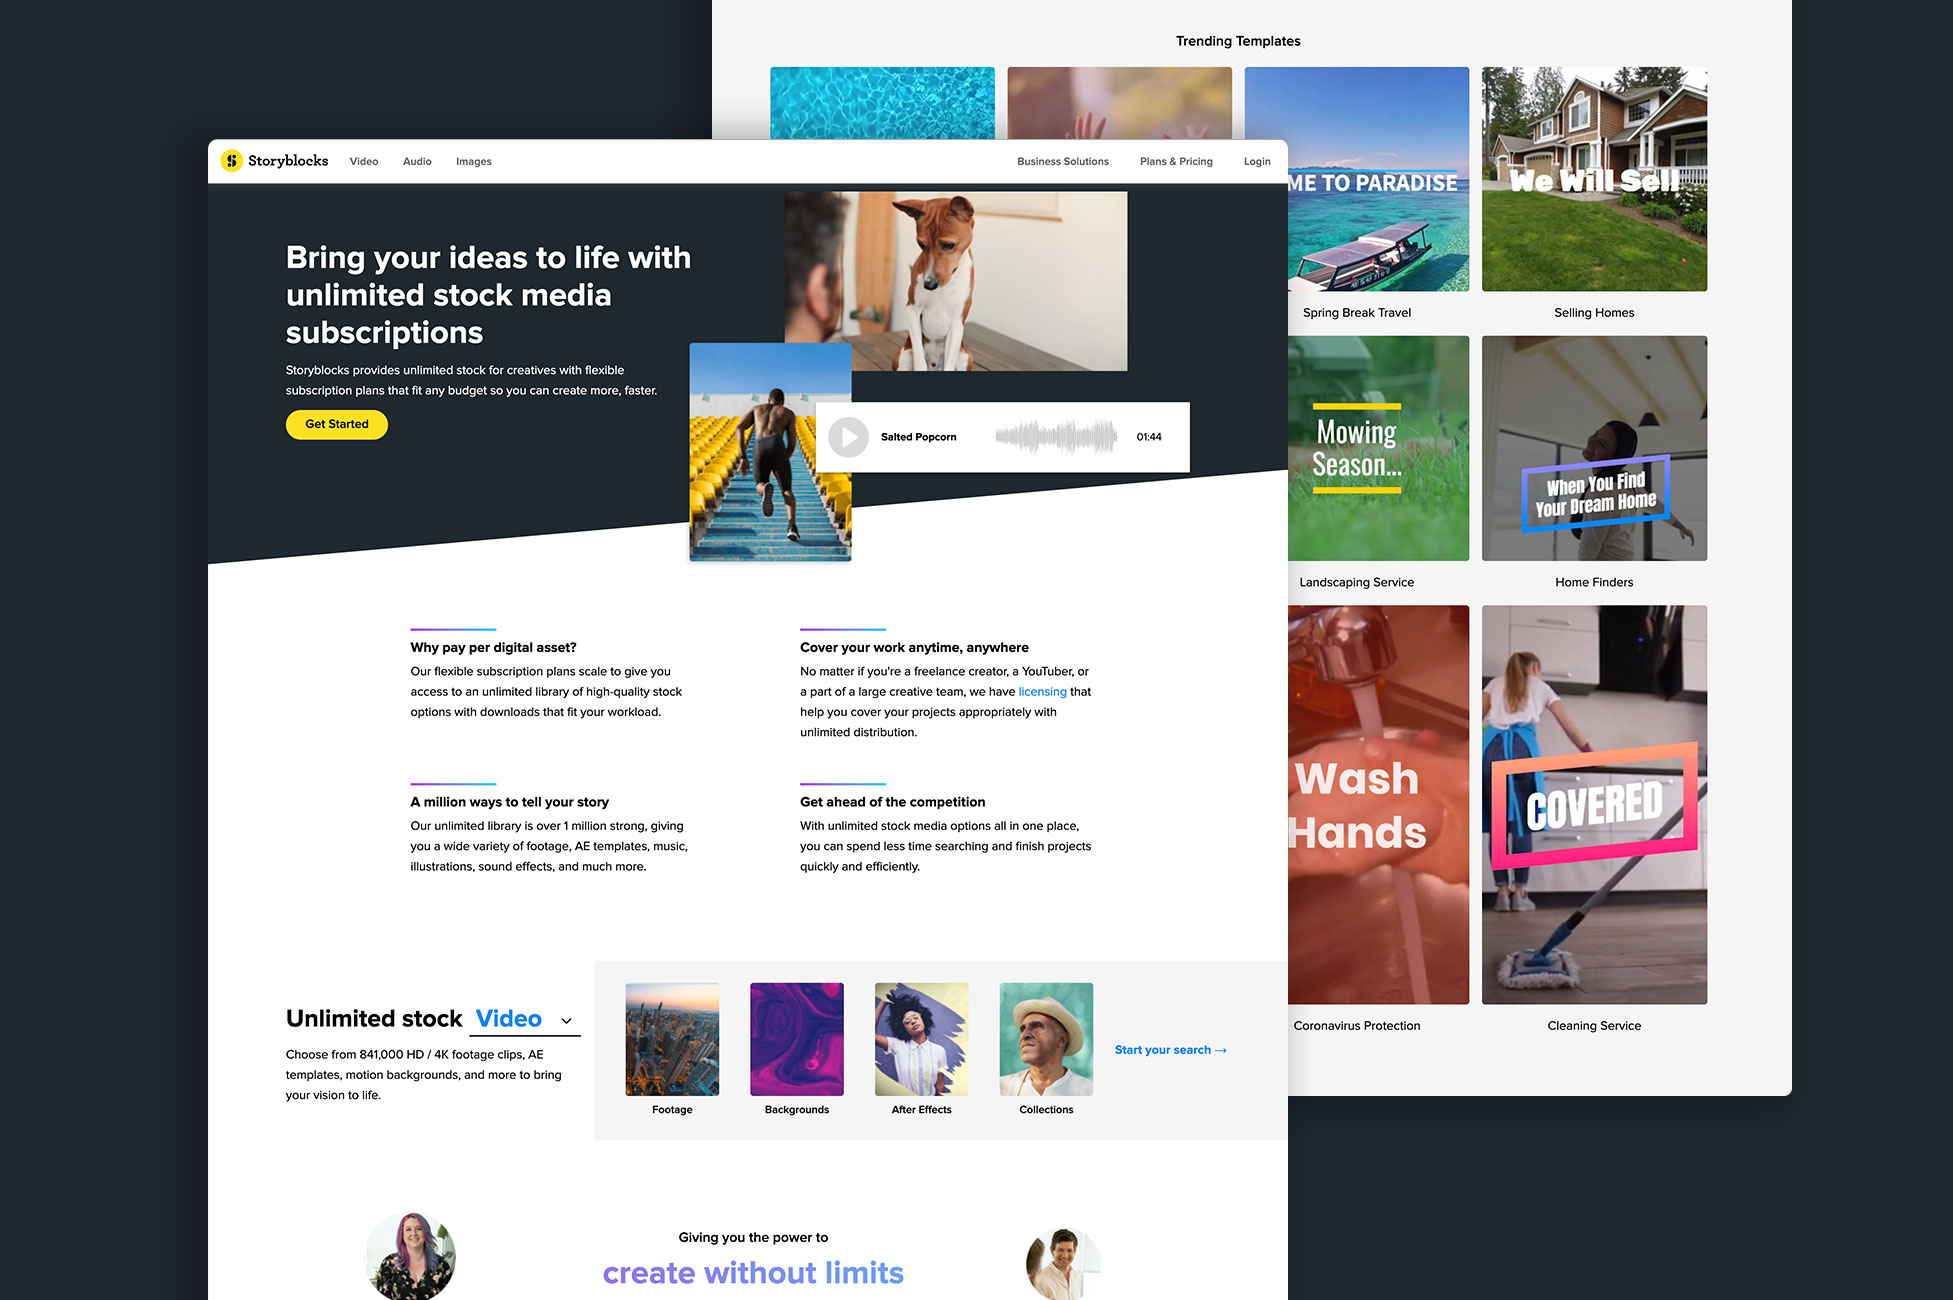 Trending Templates
ME TO PARADISE
We Will Sell
Spring Break Travel
Selling Homes
Mowing
Season...
When You Find
Your Dream Home
Landscaping Service
Home Finders
Wash
Hands
COVERED
Coronavirus Protection
Cleaning Service
Storyblocks
Video
Audio
Images
Business Solutions
Plans & Pricing
Login
Bring your ideas to life with
unlimited stock media
subscriptions
Storyblocks provides unlimited stock for creatives with flexible
subscription plans that fit any budget so you can create more, faster.
Get Started
Salted Popcorn
01:44
Why pay per digital asset?
Our flexible subscription plans scale to give you
access to an unlimited library of high-quality stock
options with downloads that fit your workload.
Cover your work anytime, anywhere
No matter if you're a freelance creator, a YouTuber, or
a part of a large creative team, we have licensing that
help you cover your projects appropriately with
unlimited distribution.
A million ways to tell your story
Our unlimited library is over 1 million strong, giving
you a wide variety of footage, AE templates, music,
illustrations, sound effects, and much more.
Get ahead of the competition
With unlimited stock media options all in one place,
you can spend less time searching and finish projects
quickly and efficiently.
Unlimited stock Video
Choose from 841,000 HD / 4K footage clips, AE
templates, motion backgrounds, and more to bring
your vision to life.
Footage
Backgrounds
After Effects
Collections
Start your search →
Giving you the power to
create without limits